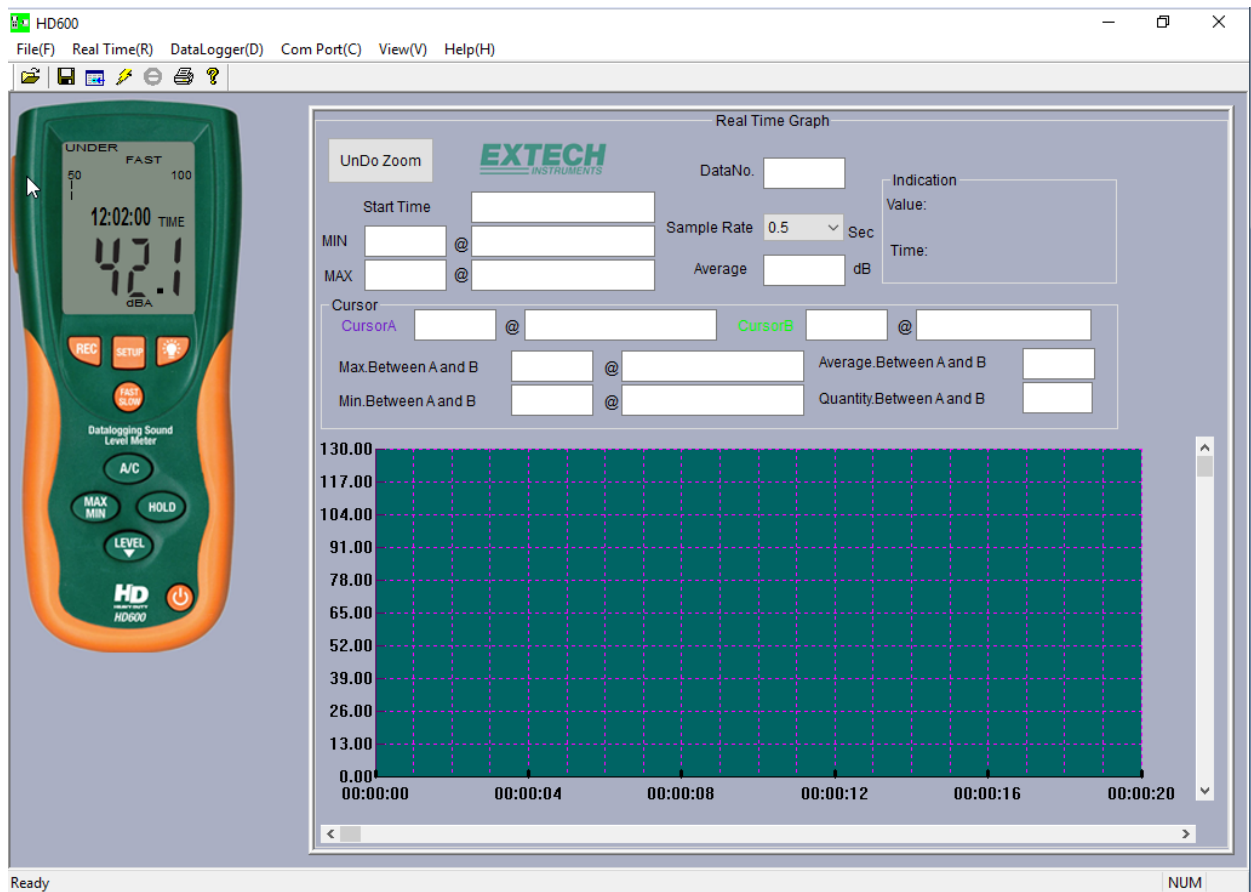 HD600
File(F) Real Time(R) DataLogger(D) Com Port(C) View(V) Help(H)
UNDER
FAST
50 100
12:02:00 TIME
42.1
dBA
REC SETUP
FAST
SLOW
Datalogging Sound
Level Meter
A/C
MAX
MIN
HOLD
LEVEL
HD
HEAVY DUTY
HD600
Real Time Graph
UnDo Zoom
EXTECH
INSTRUMENTS
DataNo.
Indication
Value:
Time:
Start Time
Sample Rate 0.5 Sec
MIN @
MAX @
Average dB
Cursor
CursorA @ CursorB @
Max.Between A and B @ Average.Between A and B
Min.Between A and B @ Quantity.Between A and B
130.00
117.00
104.00
91.00
78.00
65.00
52.00
39.00
26.00
13.00
0.00
00:00:00 00:00:04 00:00:08 00:00:12 00:00:16 00:00:20
Ready NUM